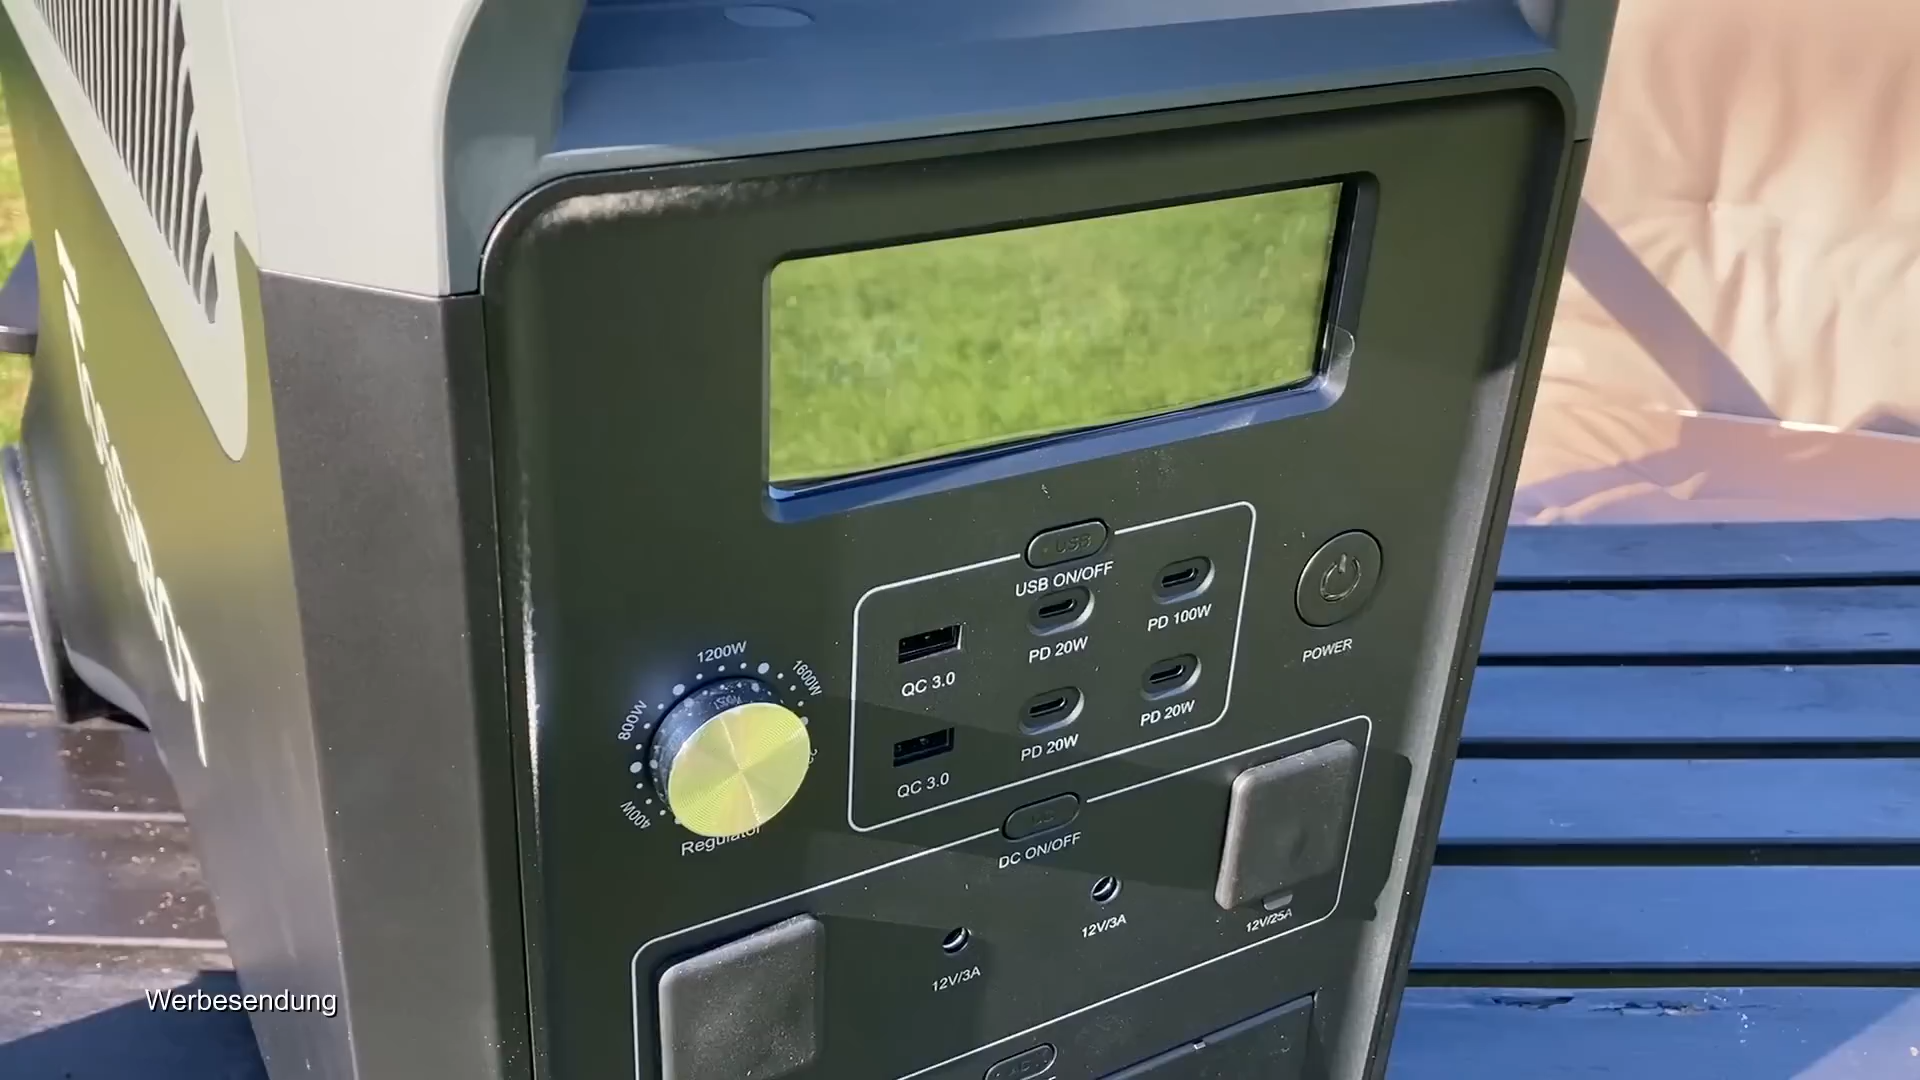 USB
USB ON/OFF
PD 20W
PD 100W
QC 3.0
PD 20W
PD 20W
QC 3.0
POWER
1200W
1600W
800W
400W
Regulator
DC ON/OFF
12V/3A
12V/3A
12V/25A
Werbesendung